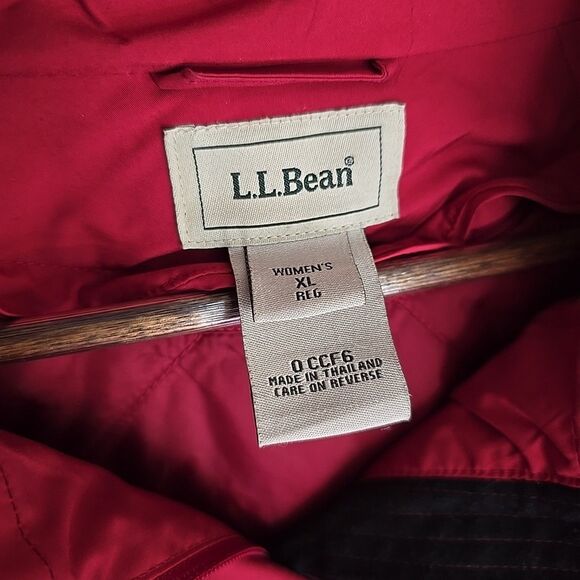 L.L.Bean®
WOMEN'S
XL
REG
0 CCF6
MADE IN THAILAND
CARE ON REVERSE